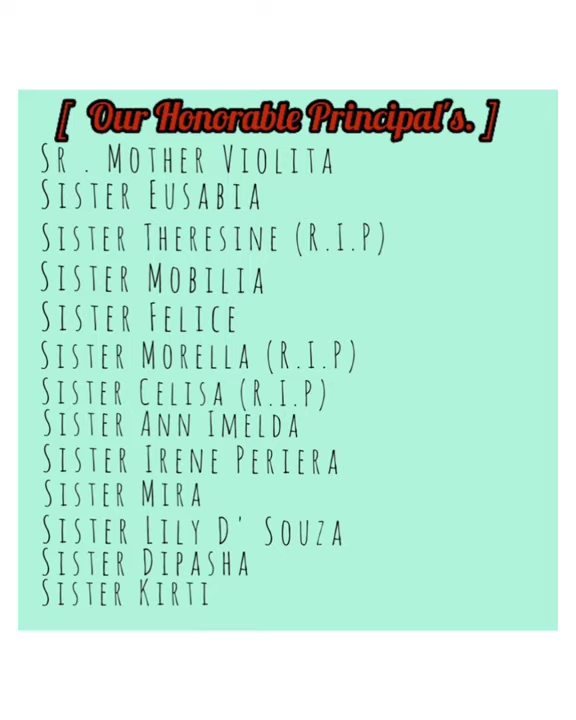 [ Our Honorable Principal's. ]
Sr . Mother Violita
Sister Eusabia
Sister Theresine (R.I.P)
Sister Mobilia
Sister Felice
Sister Morella (R.I.P)
Sister Celisa (R.I.P)
Sister Ann Imelda
Sister Irene Periera
Sister Mira
Sister Lily D' Souza
Sister Dipasha
Sister Kirti